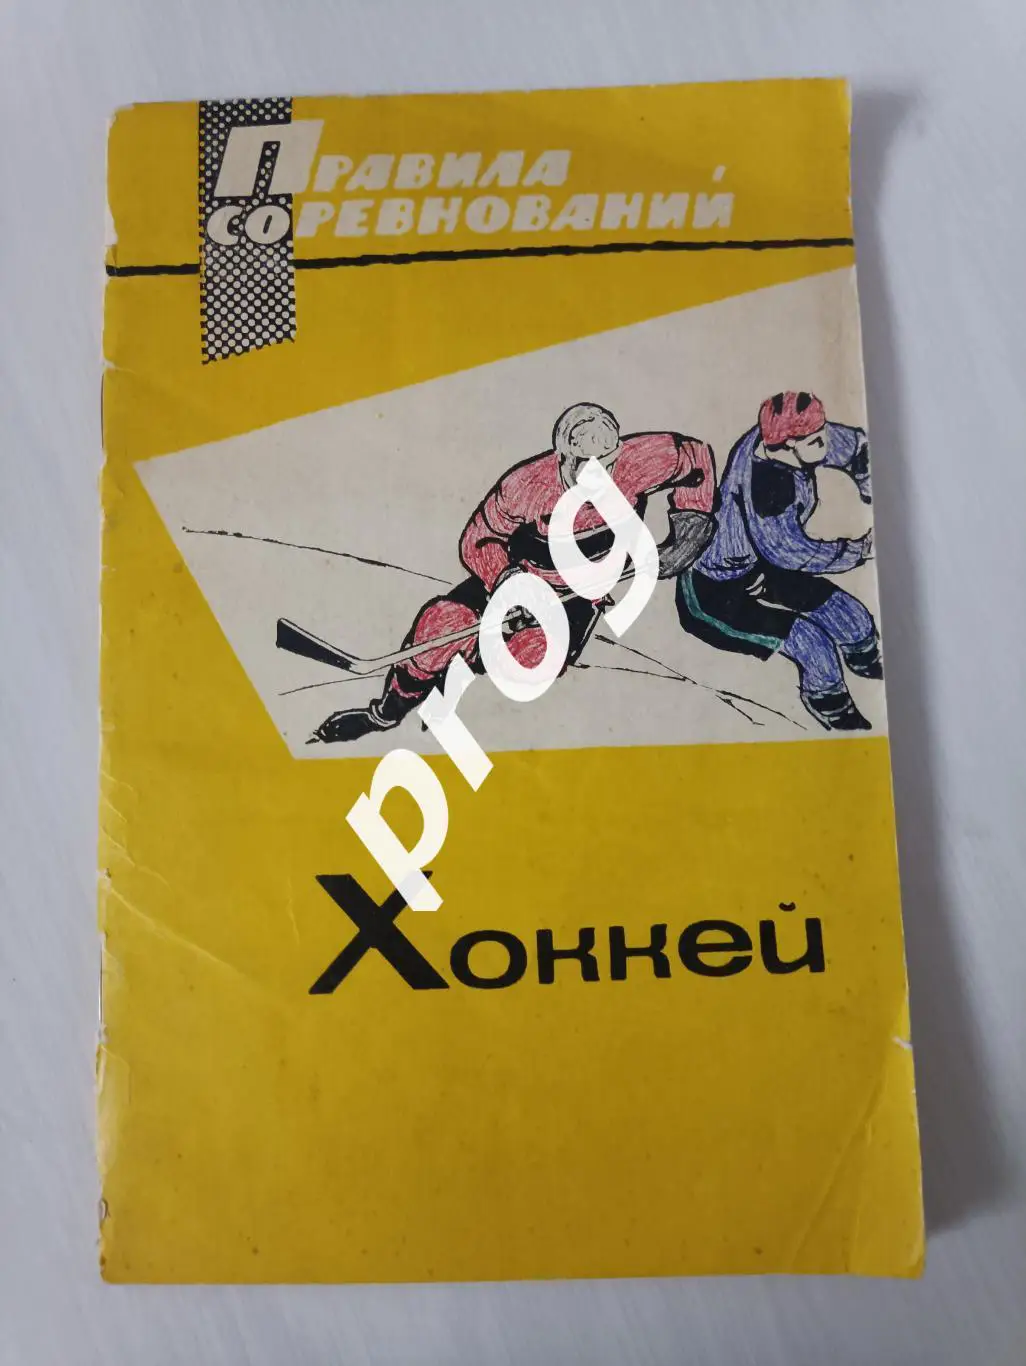 Правила
соревнований
prog
Хоккей